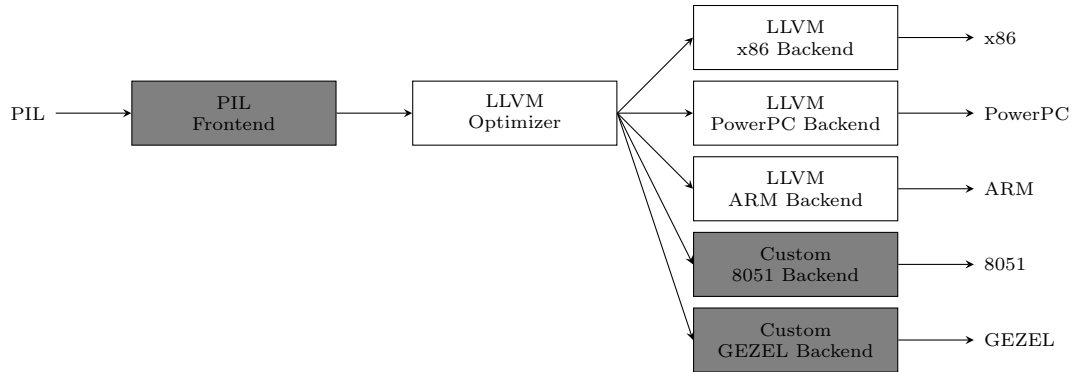 LLVM
x86 Backend
x86
PIL
PIL
Frontend
LLVM
Optimizer
LLVM
PowerPC Backend
PowerPC
LLVM
ARM Backend
ARM
Custom
8051 Backend
8051
Custom
GEZEL Backend
GEZEL